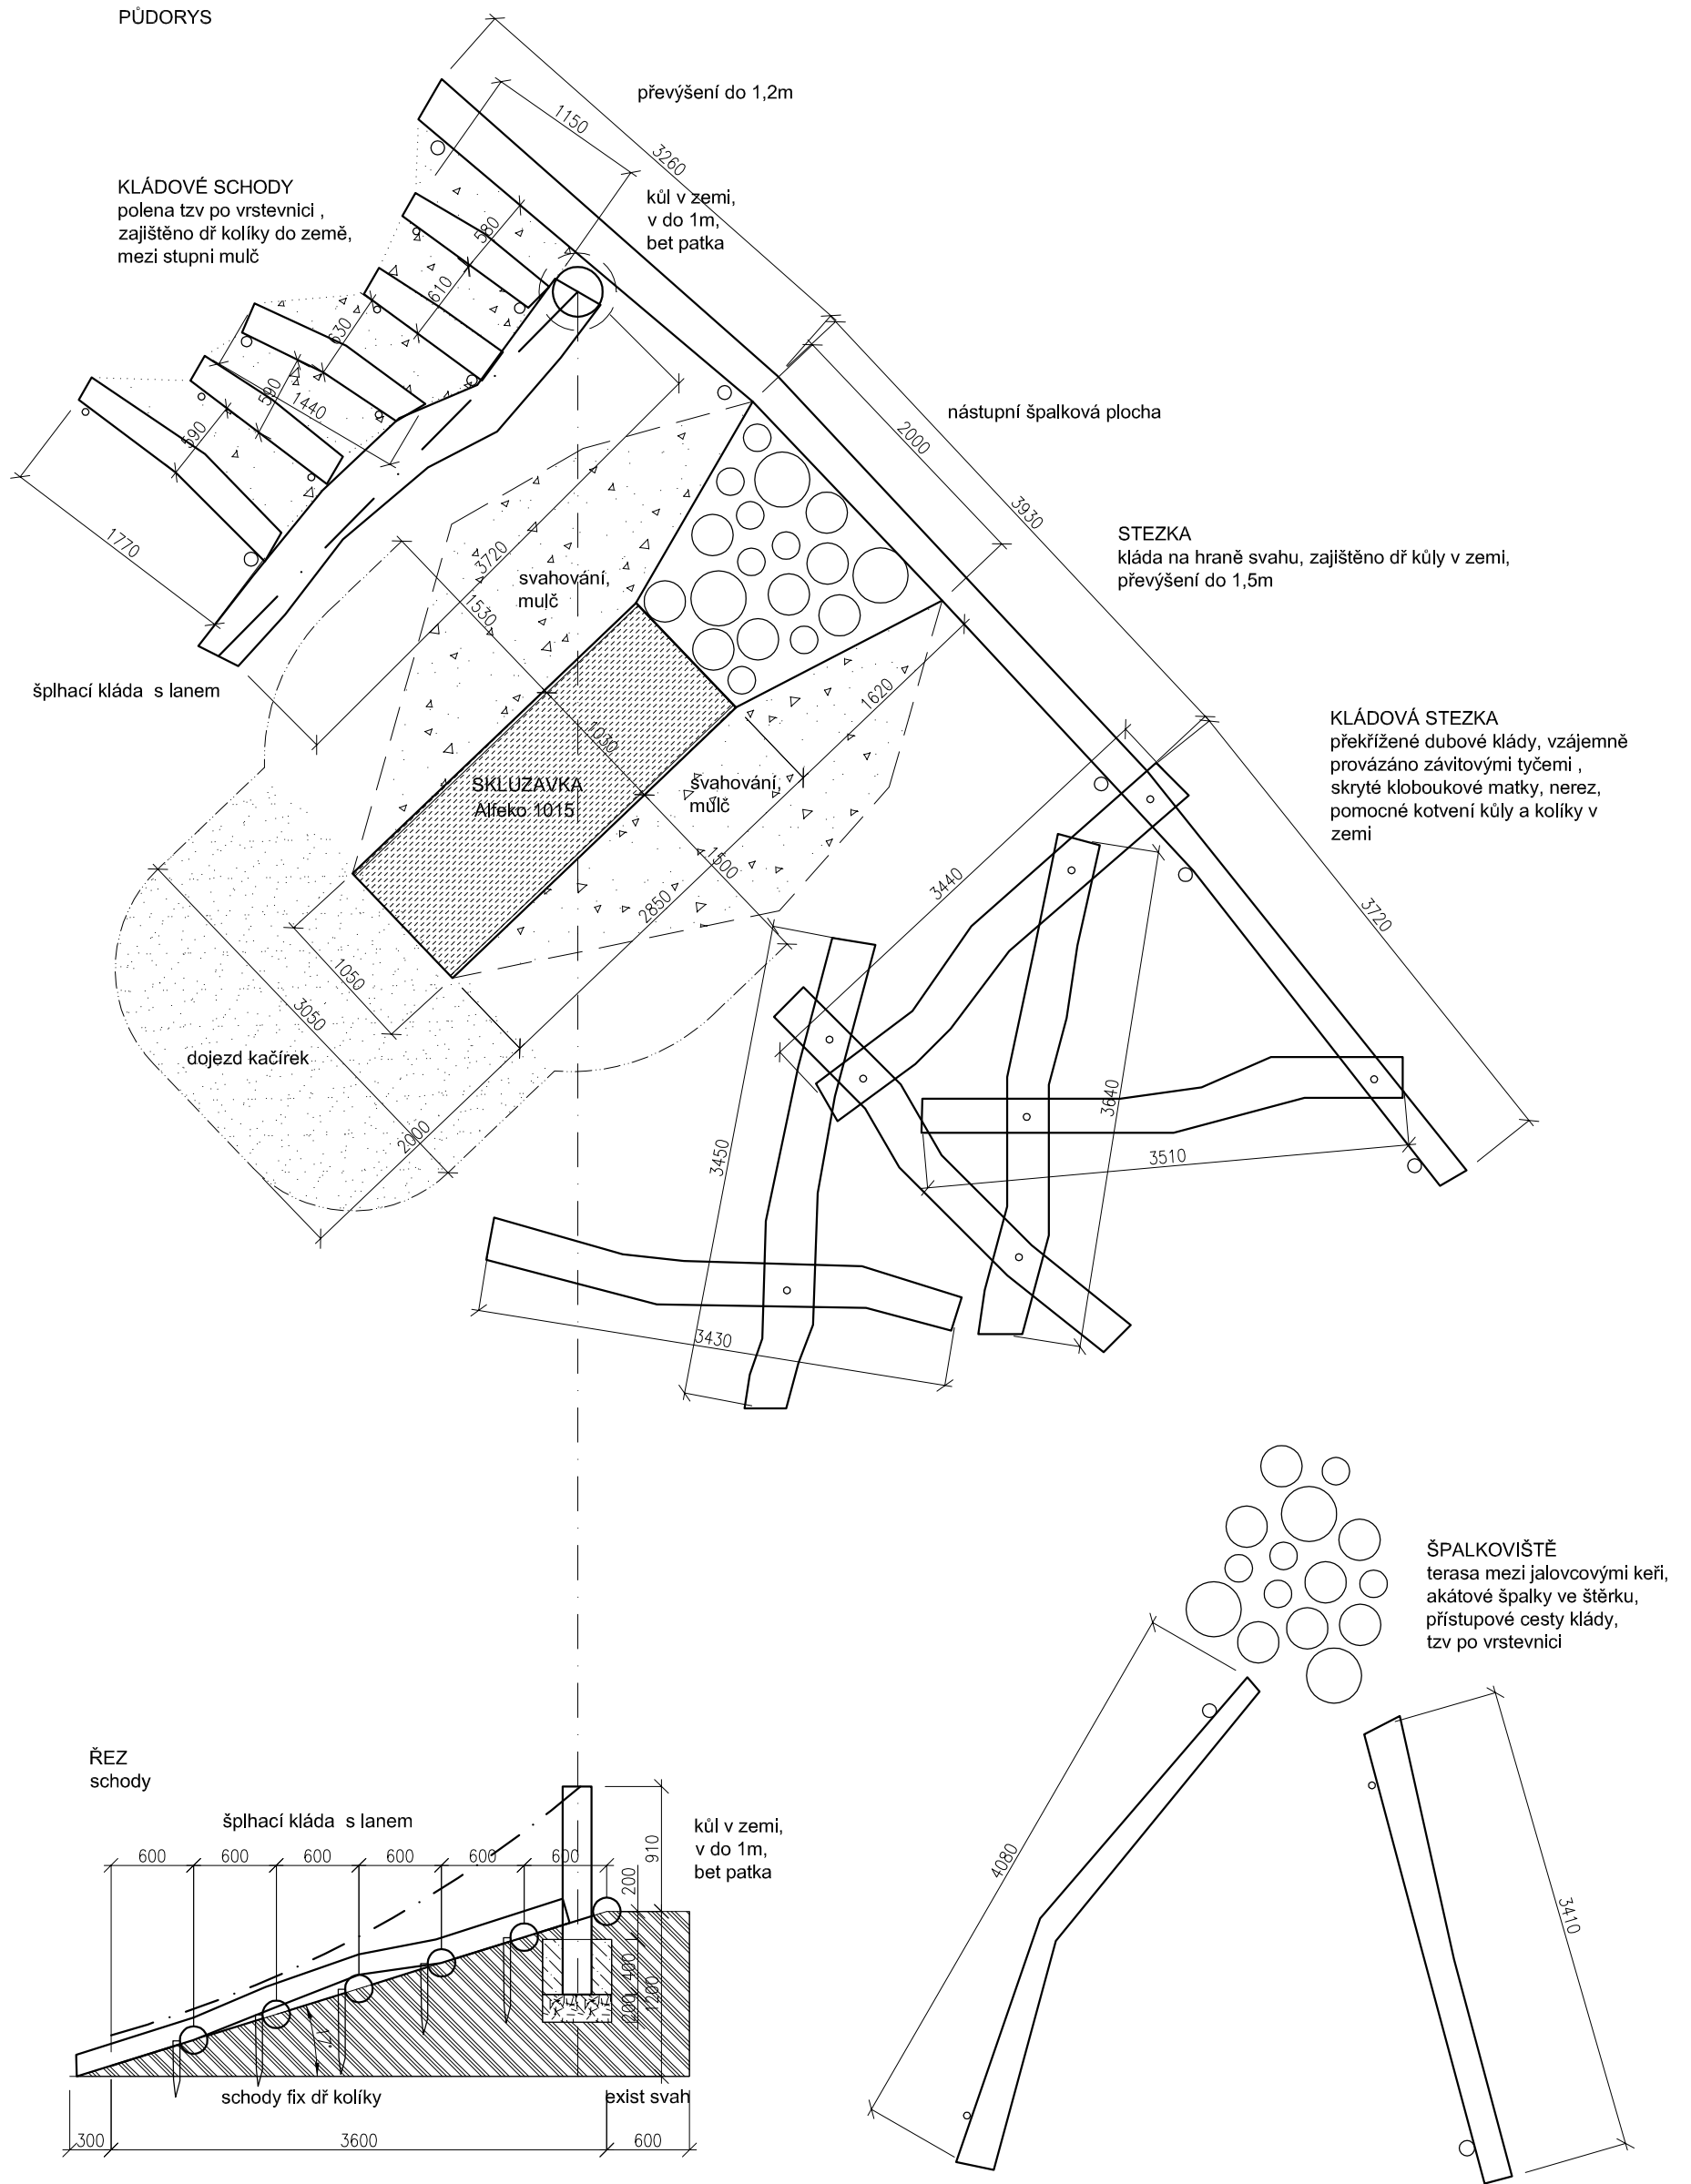 PŮDORYS
převýšení do 1,2m
1150
3260
KLÁDOVÉ SCHODY
polena tzv po vrstevnici ,
zajištěno dř kolíky do země,
mezi stupni mulč
kůl v zemi,
v do 1m,
bet patka
580
610
630
590
1440
590
1770
nástupní špalková plocha
2000
3930
STEZKA
kláda na hraně svahu, zajištěno dř kůly v zemi,
převýšení do 1,5m
3720
1530
svahování,
mulč
šplhací kláda  s lanem
1620
1030
KLÁDOVÁ STEZKA
překřížené dubové klády, vzájemně
provázáno závitovými tyčemi ,
skryté kloboukové matky, nerez,
pomocné kotvení kůly a kolíky v
zemi
SKLUZAVKA
Alfeko 1015
svahování,
mulč
1500
2850
3440
3720
1050
3050
dojezd kačírek
2000
3450
3640
3510
3430
ŠPALKOVIŠTĚ
terasa mezi jalovcovými keři,
akátové špalky ve štěrku,
přístupové cesty klády,
tzv po vrstevnici
4080
3410
ŘEZ
schody
šplhací kláda  s lanem
kůl v zemi,
v do 1m,
bet patka
600
600
600
600
600
600
910
200
400
200
1200
17°
schody fix dř kolíky
exist svah
300
3600
600